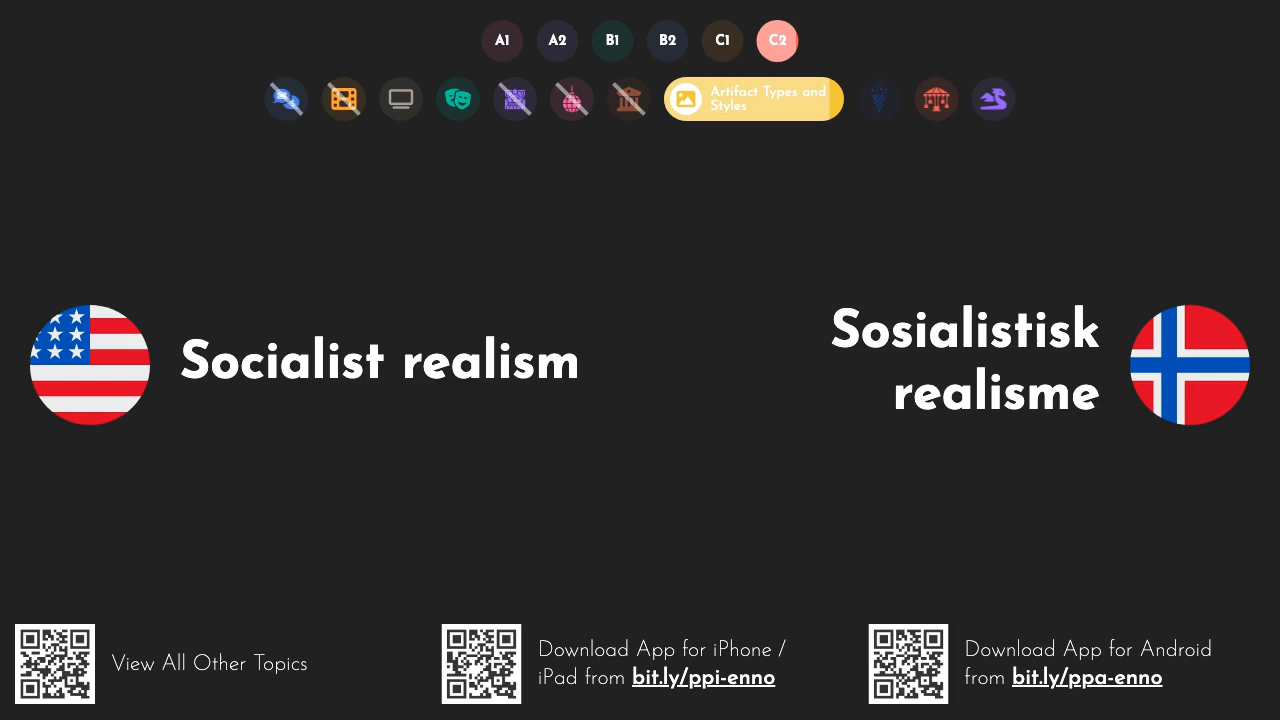 A1 A2 B1 B2 C1 C2
Artifact Types and
Styles
Socialist realism
Sosialistisk
realisme
View All Other Topics
Download App for iPhone /
iPad from bit.ly/ppi-enno
Download App for Android
from bit.ly/ppa-enno